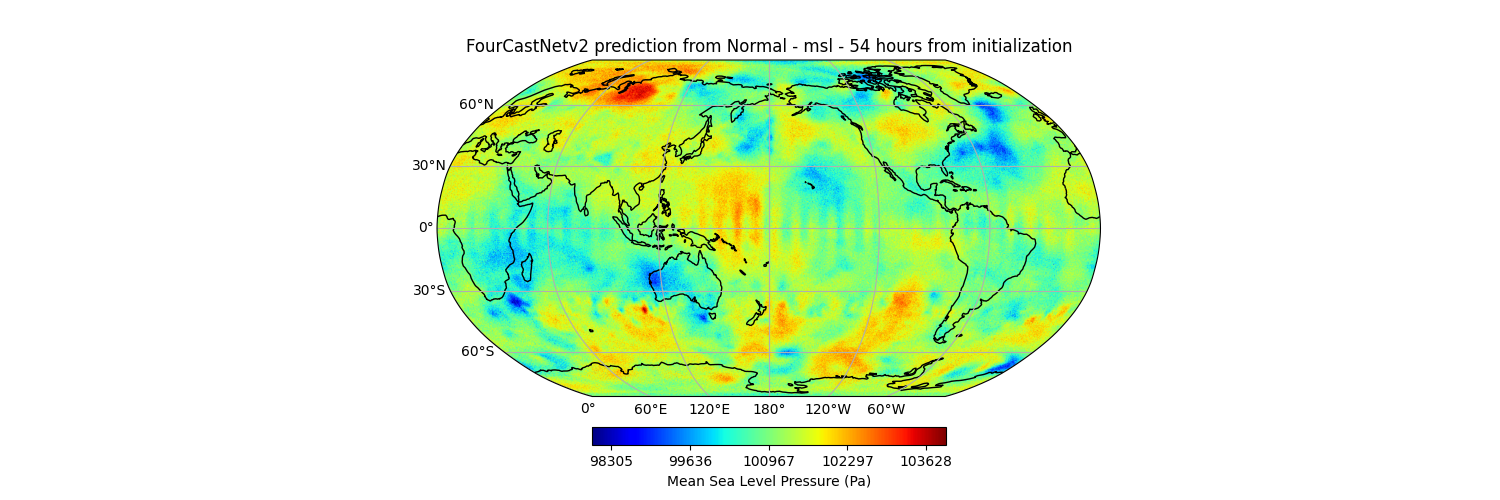 FourCastNetv2 prediction from Normal - msl - 54 hours from initialization
60°N
30°N
0°
30°S
60°S
0° 60°E 120°E 180° 120°W 60°W
98305 99636 100967 102297 103628
Mean Sea Level Pressure (Pa)